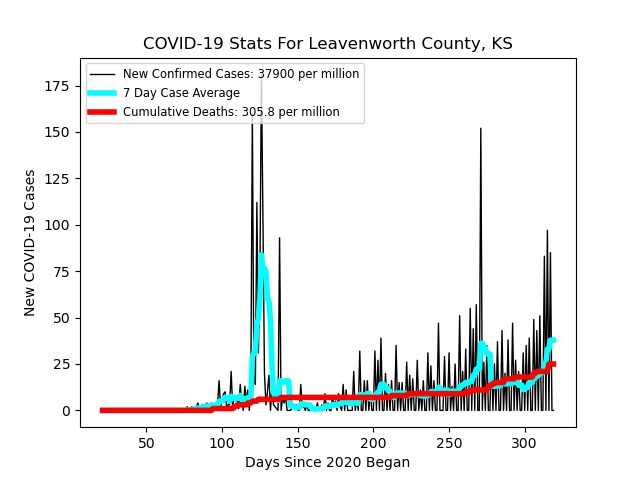 COVID-19 Stats For Leavenworth County, KS
New Confirmed Cases: 37900 per million
7 Day Case Average
Cumulative Deaths: 305.8 per million
175
150
125
100
75
50
25
0
New COVID-19 Cases
50 100 150 200 250 300
Days Since 2020 Began